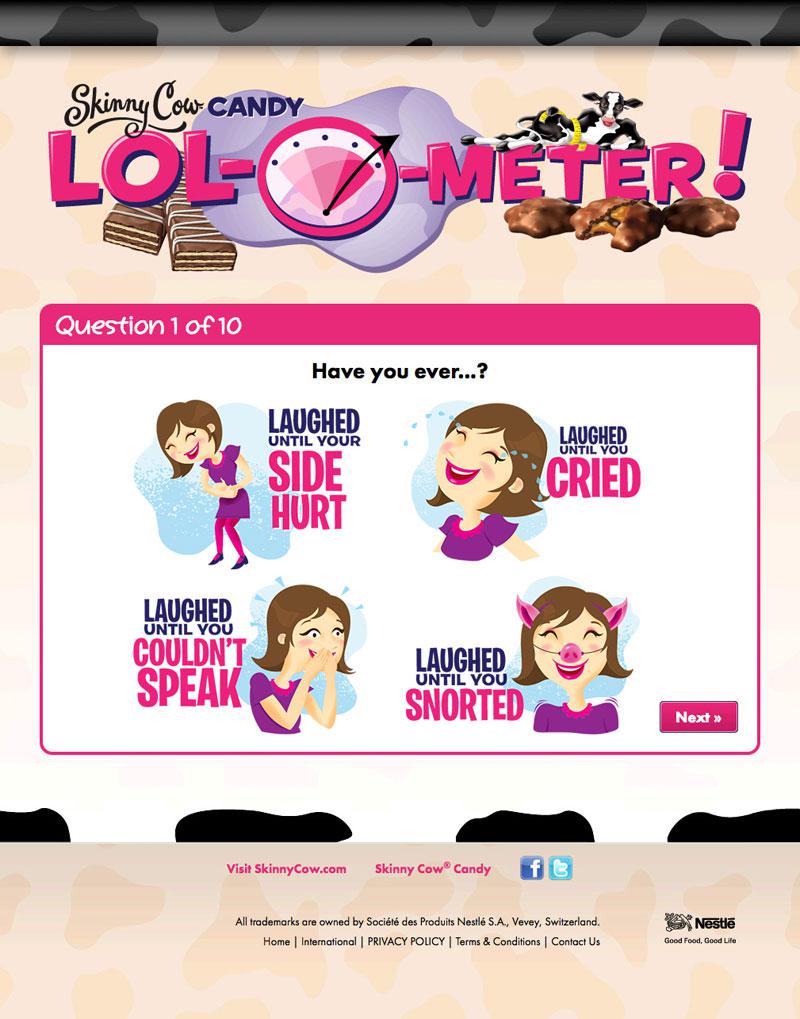 Skinny Cow CANDY
LOL-O-METER!
Question 1 of 10
Have you ever...?
LAUGHED
UNTIL YOUR
SIDE
HURT
LAUGHED
UNTIL YOU
CRIED
LAUGHED
UNTIL YOU
COULDN'T
SPEAK
LAUGHED
UNTIL YOU
SNORTED
Next »
Visit SkinnyCow.com Skinny Cow® Candy
All trademarks are owned by Société des Produits Nestlé S.A., Vevey, Switzerland.
Home | International | PRIVACY POLICY | Terms & Conditions | Contact Us
Nestlé
Good Food, Good Life